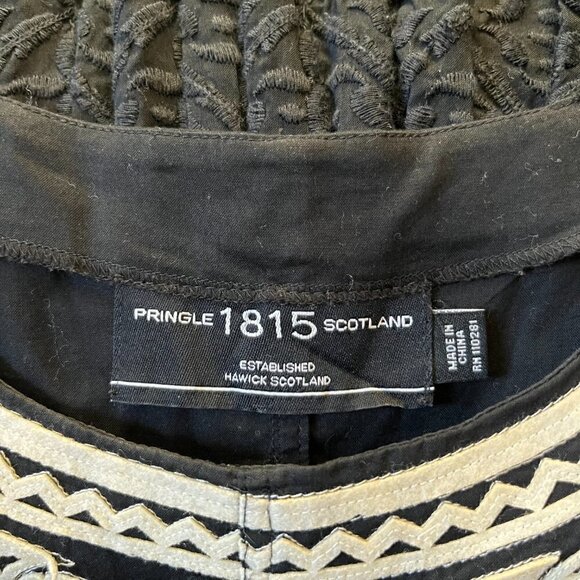 PRINGLE 1815 SCOTLAND
ESTABLISHED
HAWICK SCOTLAND
MADE IN
CHINA
RN 110281